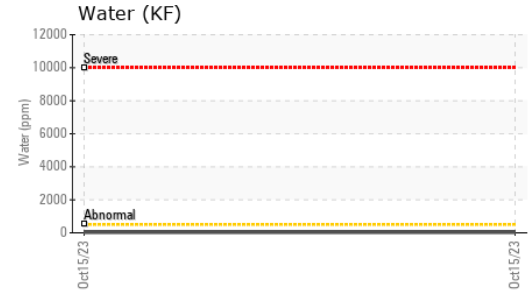 Water (KF)
12000
10000
8000
6000
4000
2000
0
Water (ppm)
Severe
Abnormal
Oct15/23
Oct15/23